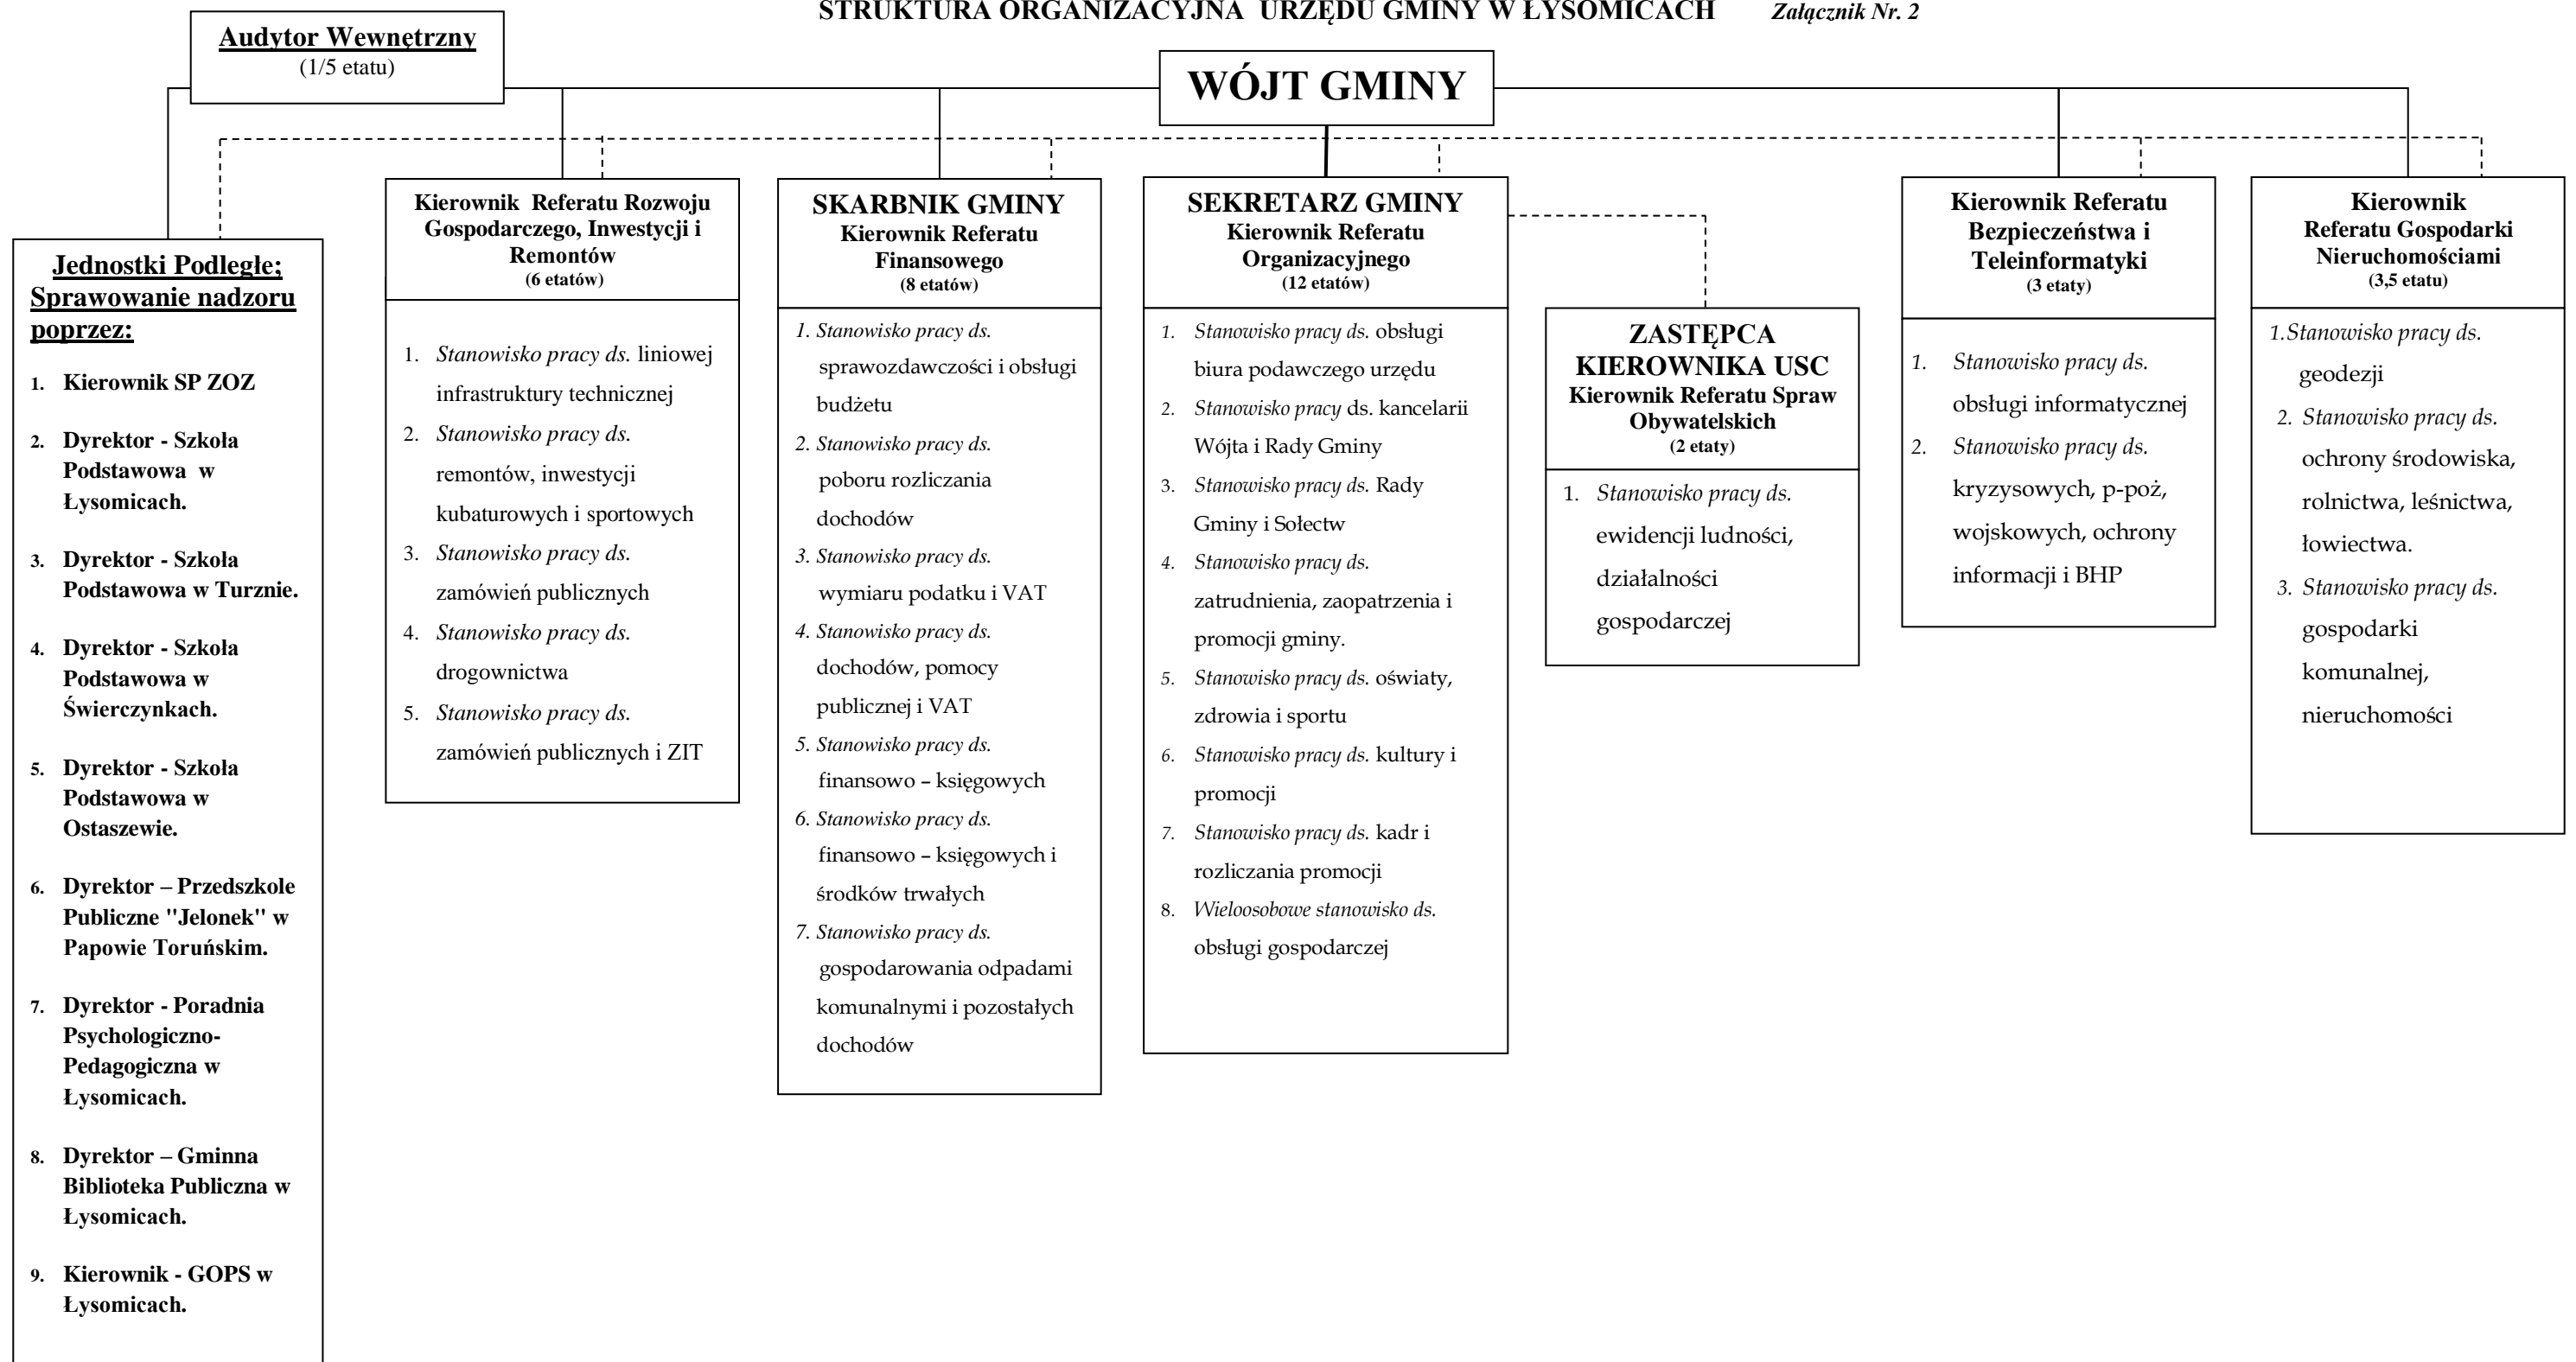 STRUKTURA ORGANIZACYJNA URZĘDU GMINY W ŁYSOMICACH Załącznik Nr. 2
Audytor Wewnętrzny
(1/5 etatu)
WÓJT GMINY
Jednostki Podległe;
Sprawowanie nadzoru
poprzez:
1. Kierownik SP ZOZ
2. Dyrektor - Szkoła
Podstawowa w
Łysomicach.
3. Dyrektor - Szkoła
Podstawowa w Turznie.
4. Dyrektor - Szkoła
Podstawowa w
Świerczynkach.
5. Dyrektor - Szkoła
Podstawowa w
Ostaszewie.
6. Dyrektor – Przedszkole
Publiczne "Jelonek" w
Papowie Toruńskim.
7. Dyrektor - Poradnia
Psychologiczno-
Pedagogiczna w
Łysomicach.
8. Dyrektor – Gminna
Biblioteka Publiczna w
Łysomicach.
9. Kierownik - GOPS w
Łysomicach.
Kierownik Referatu Rozwoju
Gospodarczego, Inwestycji i
Remontów
(6 etatów)
1. Stanowisko pracy ds. liniowej
infrastruktury technicznej
2. Stanowisko pracy ds.
remontów, inwestycji
kubaturowych i sportowych
3. Stanowisko pracy ds.
zamówień publicznych
4. Stanowisko pracy ds.
drogownictwa
5. Stanowisko pracy ds.
zamówień publicznych i ZIT
SKARBNIK GMINY
Kierownik Referatu
Finansowego
(8 etatów)
1. Stanowisko pracy ds.
sprawozdawczości i obsługi
budżetu
2. Stanowisko pracy ds.
poboru rozliczania
dochodów
3. Stanowisko pracy ds.
wymiaru podatku i VAT
4. Stanowisko pracy ds.
dochodów, pomocy
publicznej i VAT
5. Stanowisko pracy ds.
finansowo – księgowych
6. Stanowisko pracy ds.
finansowo – księgowych i
środków trwałych
7. Stanowisko pracy ds.
gospodarowania odpadami
komunalnymi i pozostałych
dochodów
SEKRETARZ GMINY
Kierownik Referatu
Organizacyjnego
(12 etatów)
1. Stanowisko pracy ds. obsługi
biura podawczego urzędu
2. Stanowisko pracy ds. kancelarii
Wójta i Rady Gminy
3. Stanowisko pracy ds. Rady
Gminy i Sołectw
4. Stanowisko pracy ds.
zatrudnienia, zaopatrzenia i
promocji gminy.
5. Stanowisko pracy ds. oświaty,
zdrowia i sportu
6. Stanowisko pracy ds. kultury i
promocji
7. Stanowisko pracy ds. kadr i
rozliczania promocji
8. Wieloosobowe stanowisko ds.
obsługi gospodarczej
ZASTĘPCA
KIEROWNIKA USC
Kierownik Referatu Spraw
Obywatelskich
(2 etaty)
1. Stanowisko pracy ds.
ewidencji ludności,
działalności
gospodarczej
Kierownik Referatu
Bezpieczeństwa i
Teleinformatyki
(3 etaty)
1. Stanowisko pracy ds.
obsługi informatycznej
2. Stanowisko pracy ds.
kryzysowych, p-poż,
wojskowych, ochrony
informacji i BHP
Kierownik
Referatu Gospodarki
Nieruchomościami
(3,5 etatu)
1.Stanowisko pracy ds.
geodezji
2. Stanowisko pracy ds.
ochrony środowiska,
rolnictwa, leśnictwa,
łowiectwa.
3. Stanowisko pracy ds.
gospodarki
komunalnej,
nieruchomości